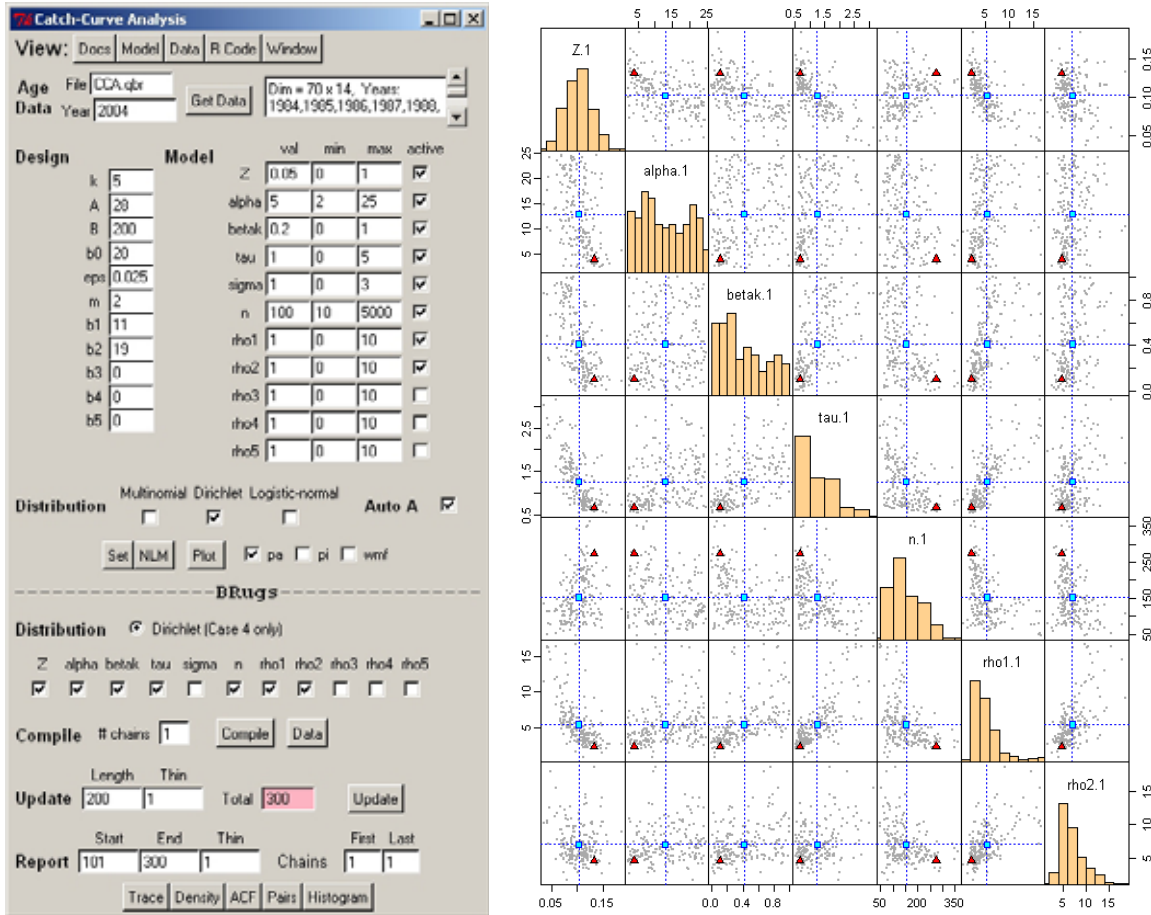 Catch-Curve Analysis
View: Docs Model Data R Code Window
Age Data File CCA.qbr Year 2004 Get Data
Dim = 70 x 14, Years:
1984,1985,1986,1987,1988,
Design Model val min max active
k 5
A 28
B 200
b0 20
eps 0.025
m 2
b1 11
b2 19
b3 0
b4 0
b5 0
Z 0.05 0 1
alpha 5 2 25
betak 0.2 0 1
tau 1 0 5
sigma 1 0 3
n 100 10 5000
rho1 1 0 10
rho2 1 0 10
rho3 1 0 10
rho4 1 0 10
rho5 1 0 10
Multinomial Dirichlet Logistic-normal
Distribution Auto A
Set NLM Plot pa pi wmf
BRugs
Distribution Dirichlet (Case 4 only)
Z alpha betak tau sigma n rho1 rho2 rho3 rho4 rho5
Compile # chains 1 Compile Data
Length Thin
Update 200 1 Total 300 Update
Start End Thin First Last
Report 101 300 1 Chains 1 1
Trace Density ACF Pairs Histogram
5 15 25 0.5 1.5 2.5 5 10 15
Z.1
0.05 0.10 0.15
alpha.1
5 10 15 20 25
betak.1
0.0 0.4 0.8
tau.1
0.5 1.5 2.5
n.1
50 150 250 350
rho1.1
5 10 15
rho2.1
5 10 15
0.05 0.15 0.0 0.4 0.8 50 200 350 5 10 15